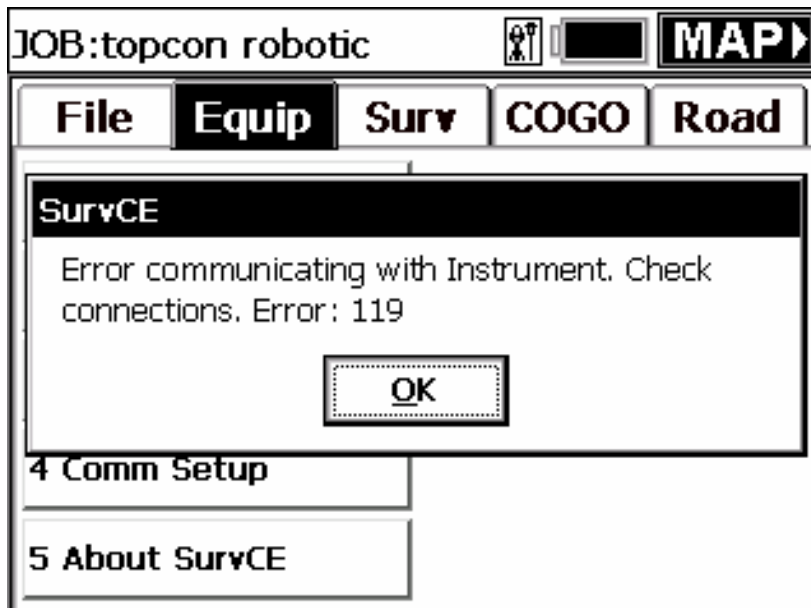 JOB:topcon robotic MAP
File Equip Surv COGO Road
SurvCE
Error communicating with Instrument. Check
connections. Error: 119
OK
4 Comm Setup
5 About SurvCE